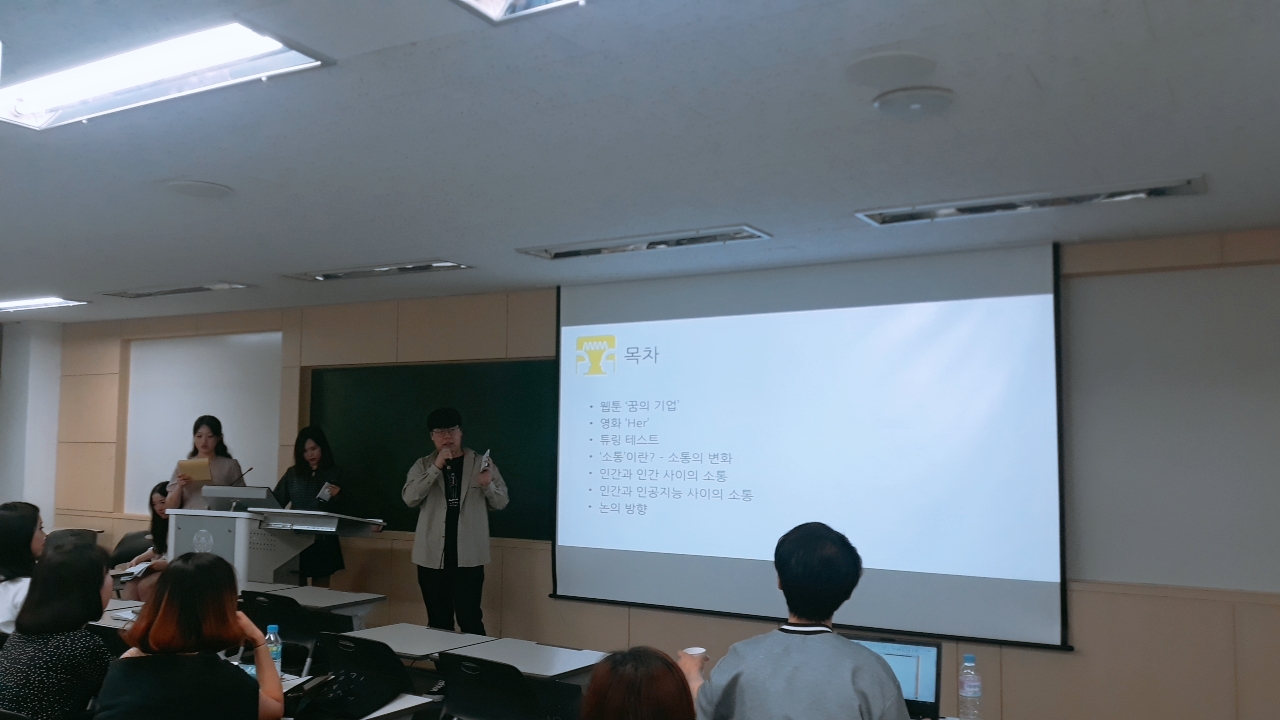 목차
• 웹툰 '꿈의 기업'
• 영화 'Her'
• 튜링 테스트
• '소통'이란? - 소통의 변화
• 인간과 인간 사이의 소통
• 인간과 인공지능 사이의 소통
• 논의 방향